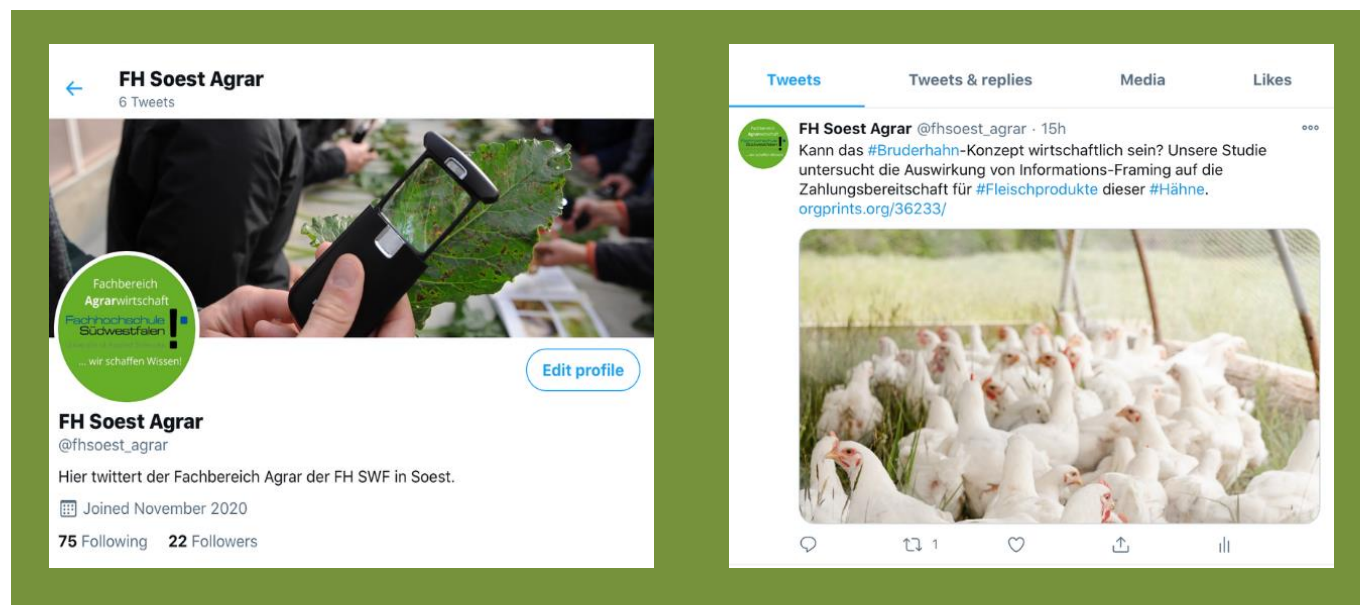 FH Soest Agrar
6 Tweets
Fachbereich
Agrarwirtschaft
Fachhochschule
Südwestfalen
... wir schaffen Wissen!
Edit profile
FH Soest Agrar
@fhsoest_agrar
Hier twittert der Fachbereich Agrar der FH SWF in Soest.
Joined November 2020
75 Following 22 Followers
Tweets Tweets & replies Media Likes
FH Soest Agrar @fhsoest_agrar · 15h
Kann das #Bruderhahn-Konzept wirtschaftlich sein? Unsere Studie
untersucht die Auswirkung von Informations-Framing auf die
Zahlungsbereitschaft für #Fleischprodukte dieser #Hähne.
orgprints.org/36233/
1